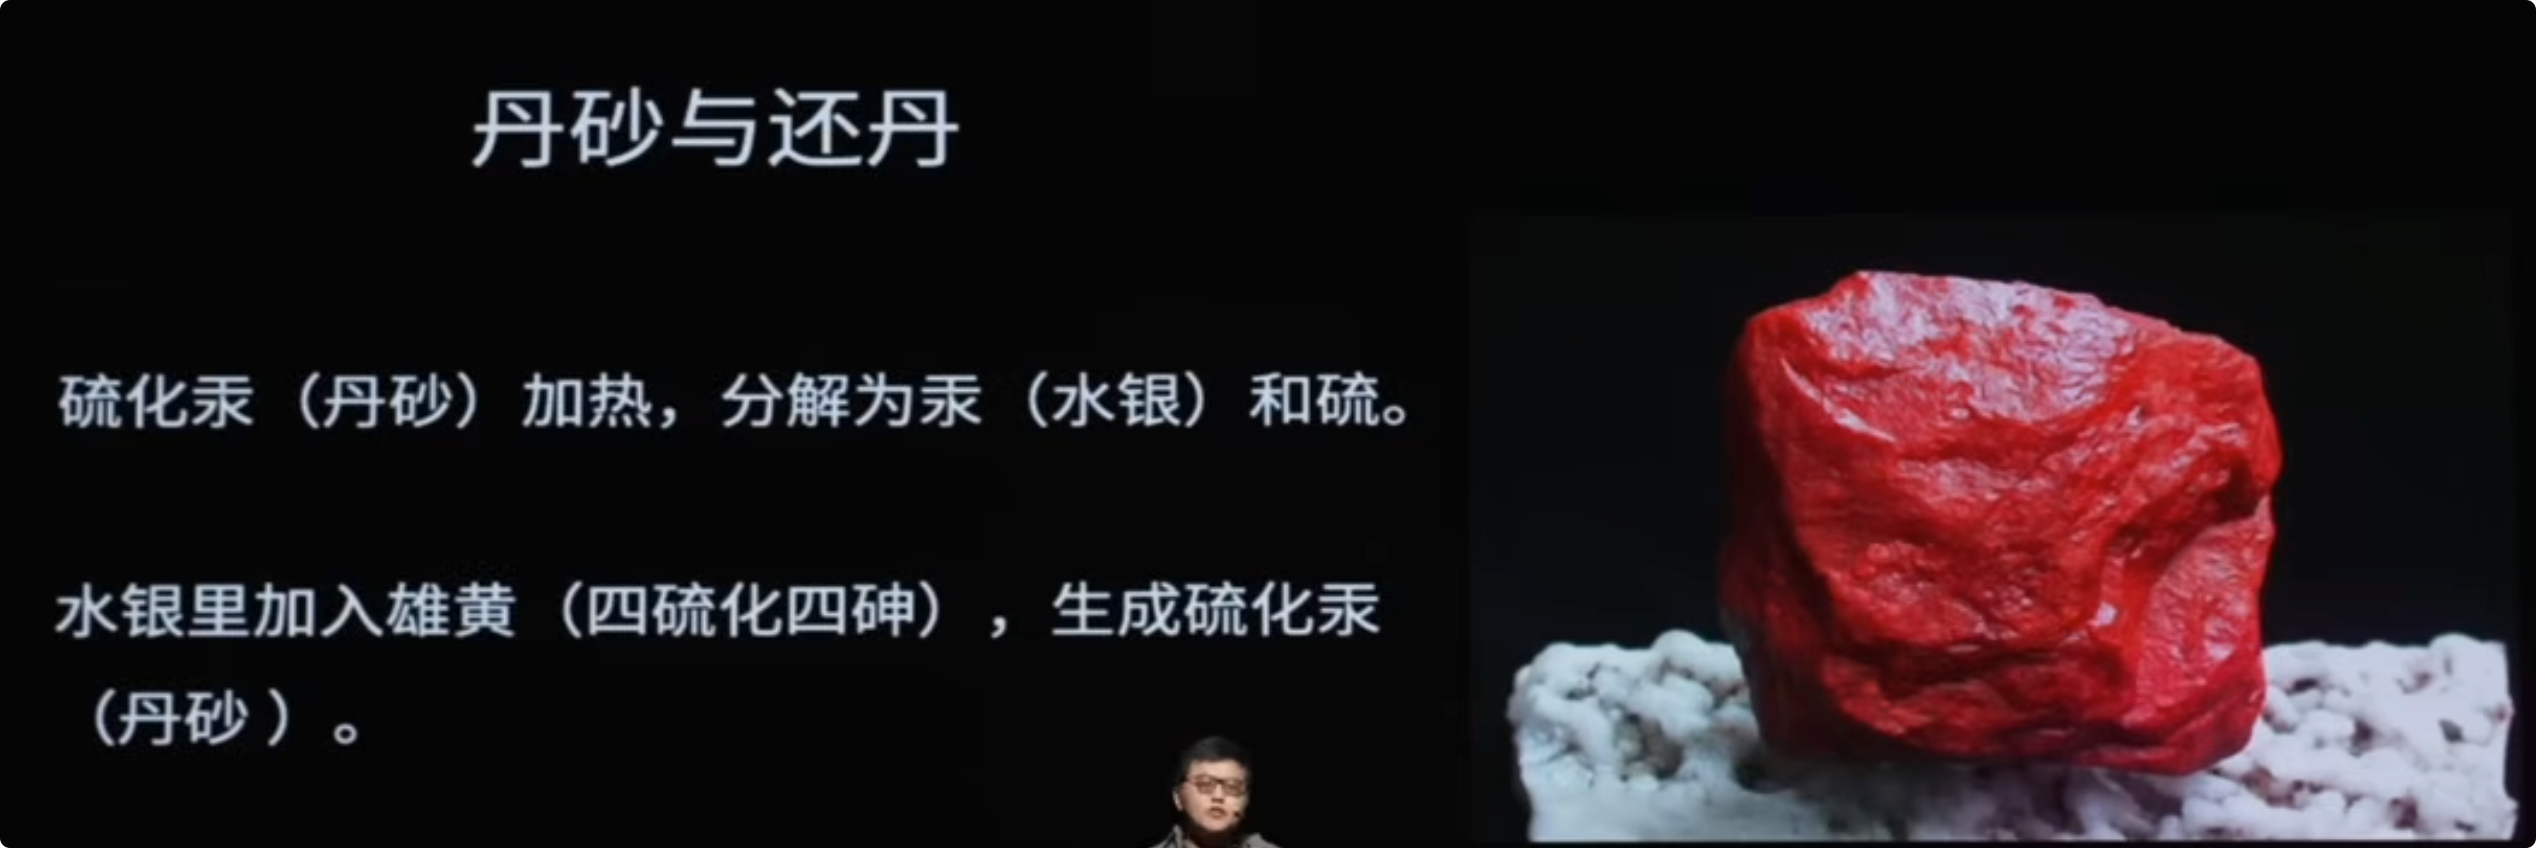 丹砂与还丹
硫化汞（丹砂）加热，分解为汞（水银）和硫。
水银里加入雄黄（四硫化四砷），生成硫化汞
（丹砂）。